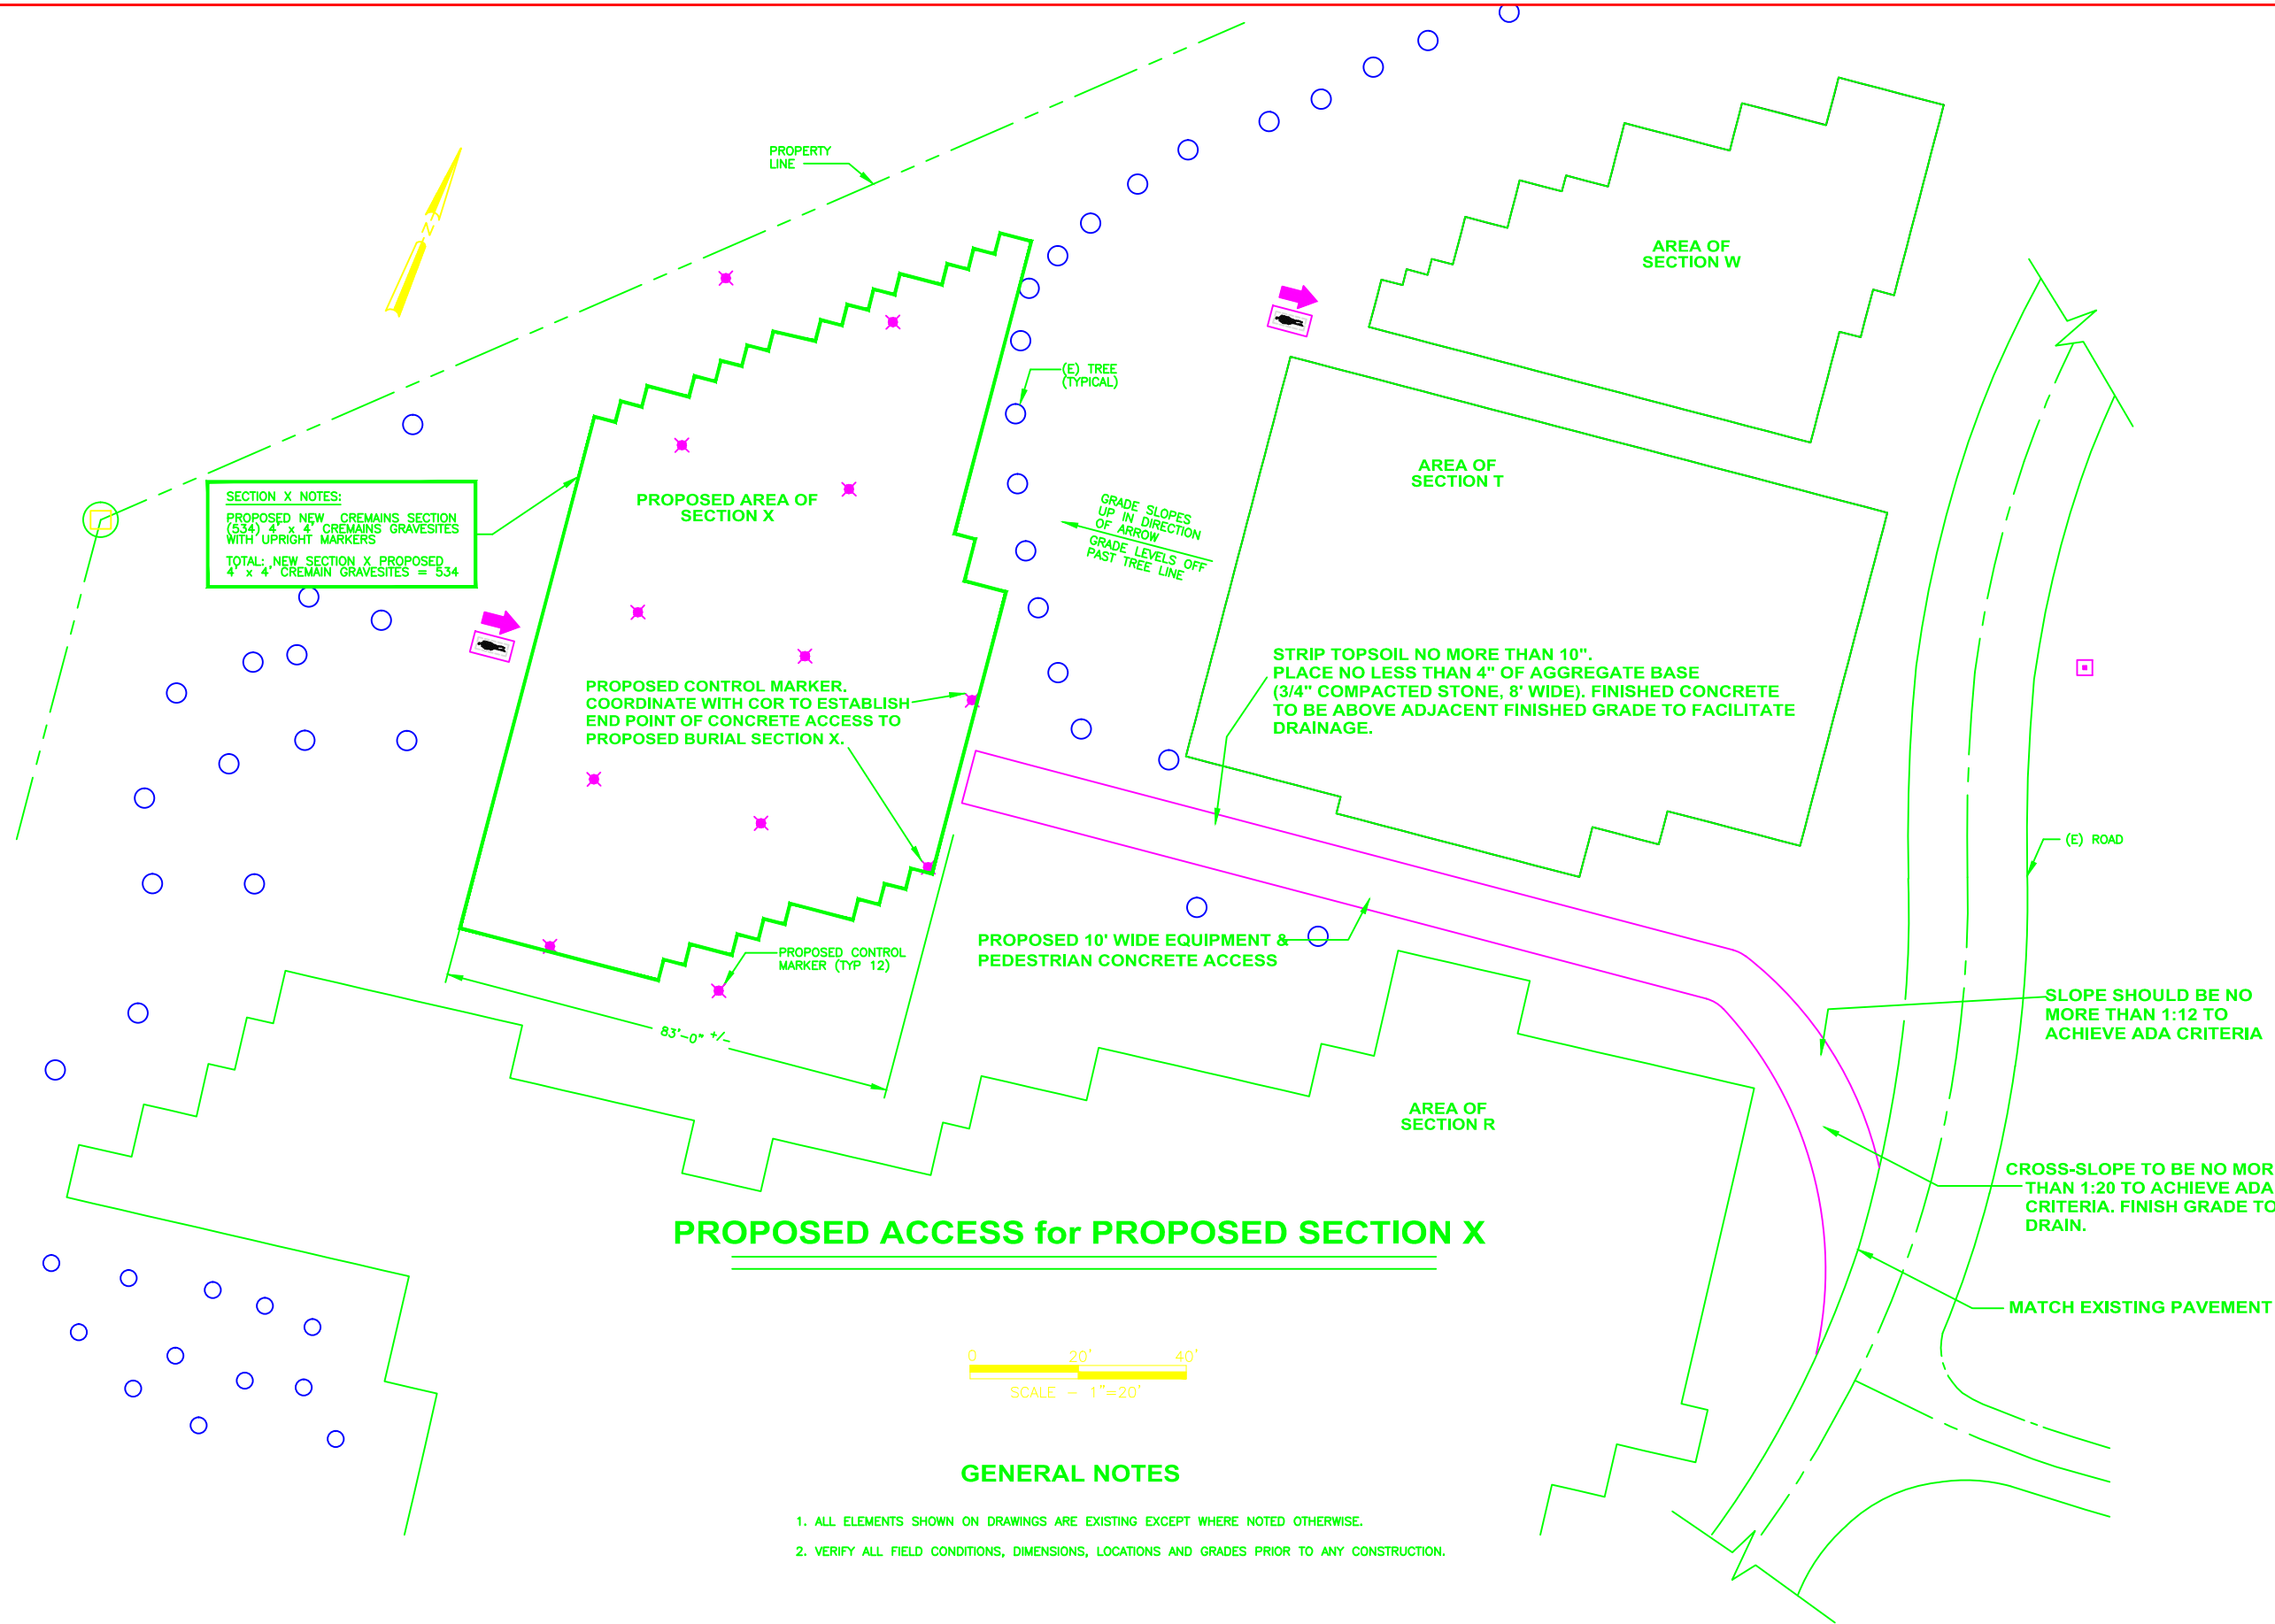 PROPERTY
LINE
N
AREA OF
SECTION W
(E) TREE
(TYPICAL)
AREA OF
SECTION T
SECTION X NOTES:
PROPOSED NEW CREMAINS SECTION
(534) 4' x 4' CREMAINS GRAVESITES
WITH UPRIGHT MARKERS
TOTAL: NEW SECTION X PROPOSED
4' x 4' CREMAIN GRAVESITES = 534
PROPOSED AREA OF
SECTION X
GRADE SLOPES
UP IN DIRECTION
OF ARROW
GRADE LEVELS OFF
PAST TREE LINE
STRIP TOPSOIL NO MORE THAN 10".
PLACE NO LESS THAN 4" OF AGGREGATE BASE
(3/4" COMPACTED STONE, 8' WIDE). FINISHED CONCRETE
TO BE ABOVE ADJACENT FINISHED GRADE TO FACILITATE
DRAINAGE.
PROPOSED CONTROL MARKER.
COORDINATE WITH COR TO ESTABLISH
END POINT OF CONCRETE ACCESS TO
PROPOSED BURIAL SECTION X.
(E) ROAD
PROPOSED CONTROL
MARKER (TYP 12)
PROPOSED 10' WIDE EQUIPMENT &
PEDESTRIAN CONCRETE ACCESS
83'-0" +/-
SLOPE SHOULD BE NO
MORE THAN 1:12 TO
ACHIEVE ADA CRITERIA
AREA OF
SECTION R
CROSS-SLOPE TO BE NO MOR
THAN 1:20 TO ACHIEVE ADA
CRITERIA. FINISH GRADE TO
DRAIN.
PROPOSED ACCESS for PROPOSED SECTION X
MATCH EXISTING PAVEMENT
0 20' 40'
SCALE - 1"=20'
GENERAL NOTES
1. ALL ELEMENTS SHOWN ON DRAWINGS ARE EXISTING EXCEPT WHERE NOTED OTHERWISE.
2. VERIFY ALL FIELD CONDITIONS, DIMENSIONS, LOCATIONS AND GRADES PRIOR TO ANY CONSTRUCTION.